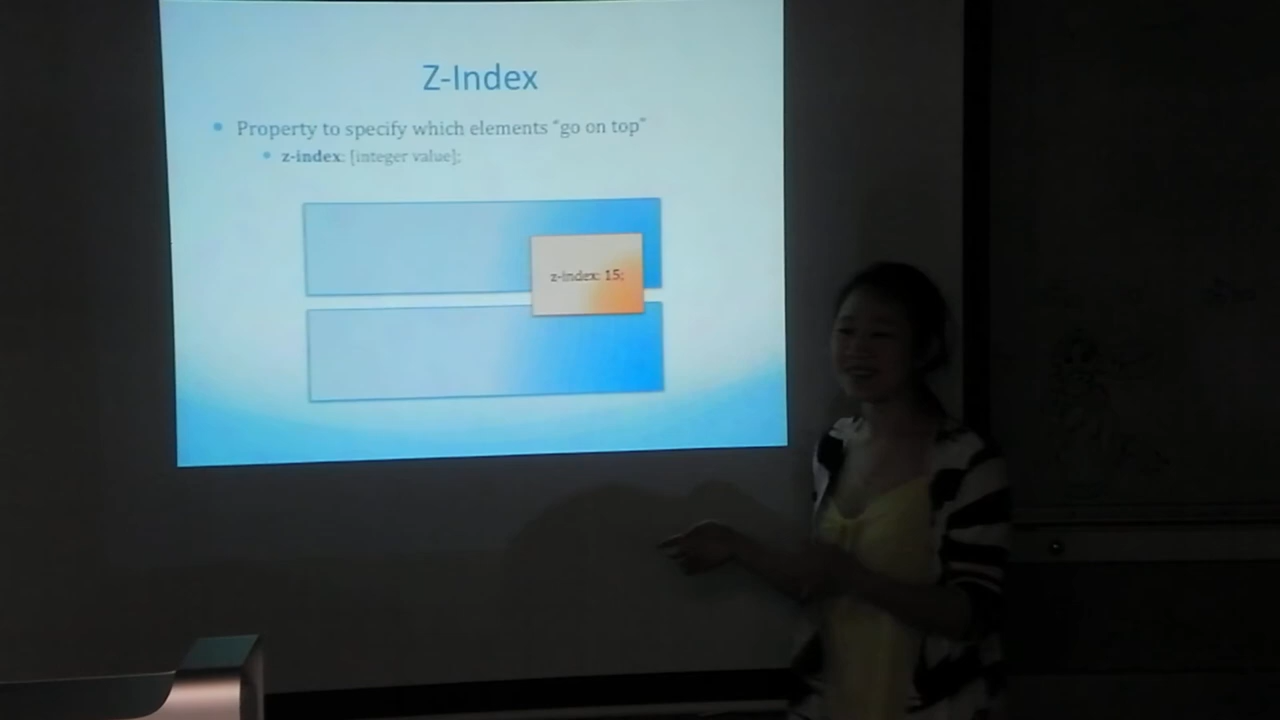 Z-Index
Property to specify which elements “go on top”
z-index: [integer value];
z-index: 15;